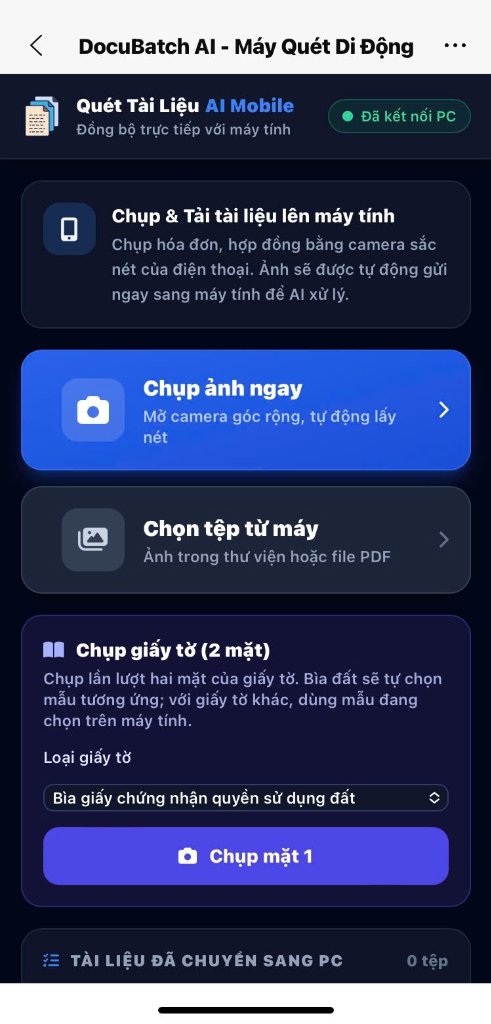 DocuBatch AI - Máy Quét Di Động
Quét Tài Liệu AI Mobile
Đồng bộ trực tiếp với máy tính
Đã kết nối PC
Chụp & Tải tài liệu lên máy tính
Chụp hóa đơn, hợp đồng bằng camera sắc
nét của điện thoại. Ảnh sẽ được tự động gửi
ngay sang máy tính để AI xử lý.
Chụp ảnh ngay
Mở camera góc rộng, tự động lấy
nét
Chọn tệp từ máy
Ảnh trong thư viện hoặc file PDF
Chụp giấy tờ (2 mặt)
Chụp lần lượt hai mặt của giấy tờ. Bìa đất sẽ tự chọn
mẫu tương ứng; với giấy tờ khác, dùng mẫu đang
chọn trên máy tính.
Loại giấy tờ
Bìa giấy chứng nhận quyền sử dụng đất
Chụp mặt 1
TÀI LIỆU ĐÃ CHUYỂN SANG PC
0 tệp